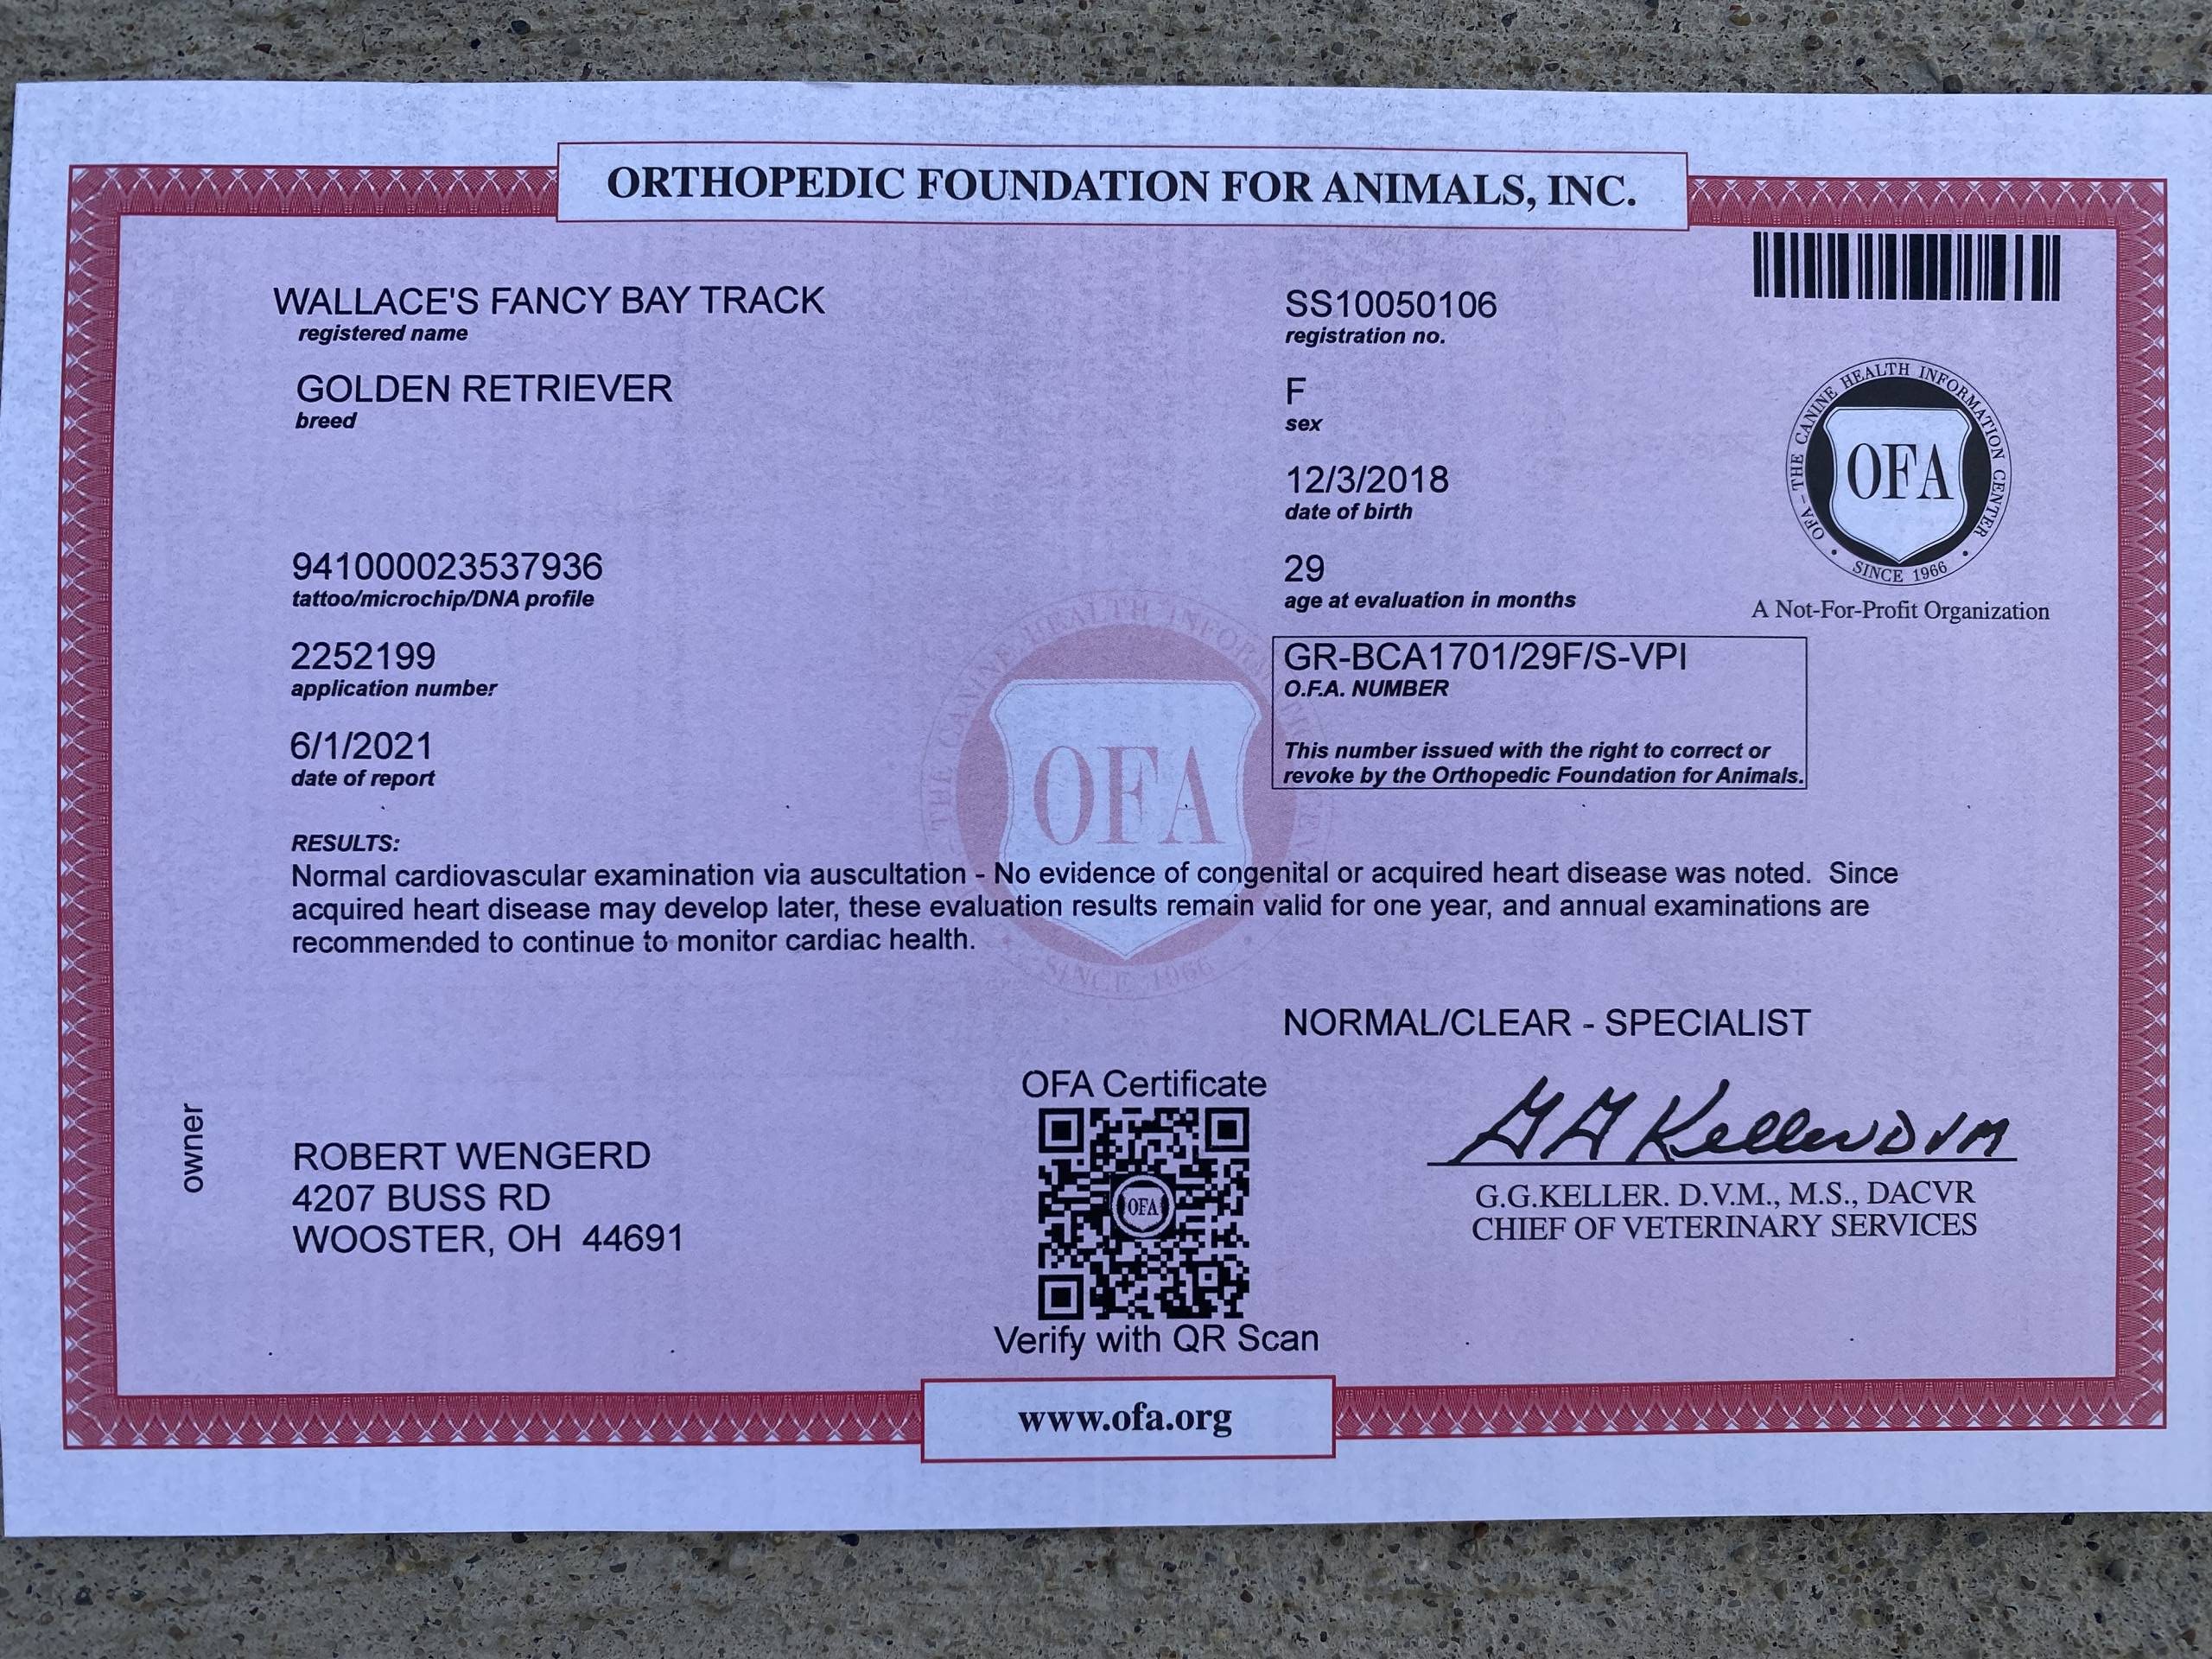 ORTHOPEDIC FOUNDATION FOR ANIMALS, INC.
WALLACE'S FANCY BAY TRACK
registered name
SS10050106
registration no.
GOLDEN RETRIEVER
breed
F
sex
12/3/2018
date of birth
941000023537936
tattoo/microchip/DNA profile
29
age at evaluation in months
OFA - THE CANINE HEALTH INFORMATION CENTER
OFA
SINCE 1966
A Not-For-Profit Organization
2252199
application number
GR-BCA1701/29F/S-VPI
O.F.A. NUMBER
6/1/2021
date of report
This number issued with the right to correct or
revoke by the Orthopedic Foundation for Animals.
OFA
SINCE 1966
RESULTS:
Normal cardiovascular examination via auscultation - No evidence of congenital or acquired heart disease was noted. Since
acquired heart disease may develop later, these evaluation results remain valid for one year, and annual examinations are
recommended to continue to monitor cardiac health.
NORMAL/CLEAR - SPECIALIST
owner
ROBERT WENGERD
4207 BUSS RD
WOOSTER, OH 44691
OFA Certificate
OFA
Verify with QR Scan
GG Keller DVM
G.G.KELLER. D.V.M., M.S., DACVR
CHIEF OF VETERINARY SERVICES
www.ofa.org